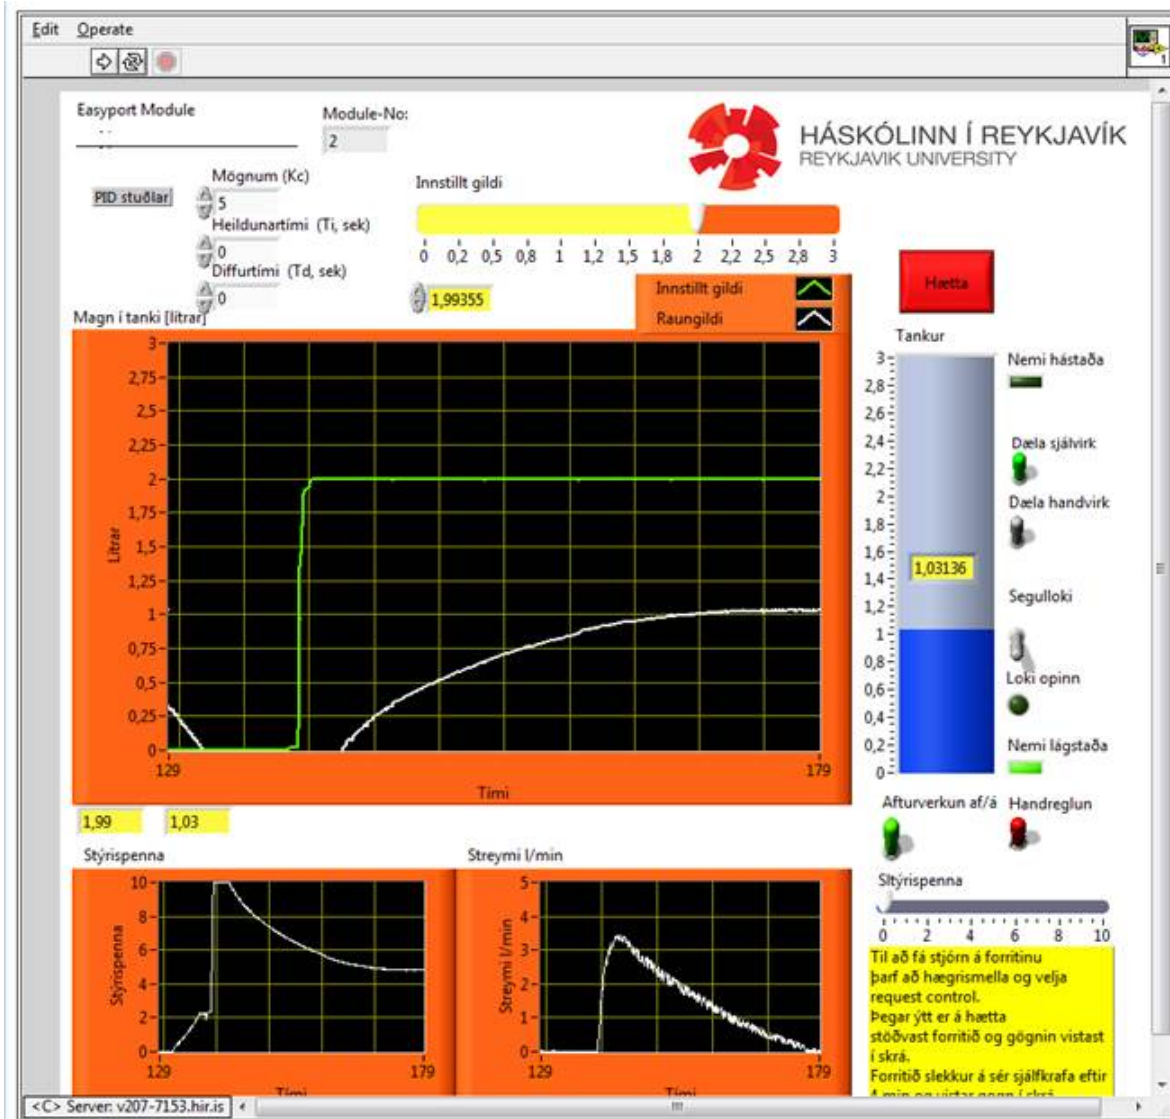 Edit Operate
Easyport Module
Module-No:
2
HÁSKÓLINN Í REYKJAVÍK
REYKJAVIK UNIVERSITY
PID stuðlar
Mögnum (Kc)
5
Heildunartími (Ti, sek)
0
Diffurtími (Td, sek)
0
Innstillt gildi
0 0,2 0,5 0,8 1 1,2 1,5 1,8 2 2,2 2,5 2,8 3
1,99355
Innstillt gildi
Raungildi
Hætta
Magn í tanki [lítrar]
3
2,75
2,5
2,25
2
1,75
1,5
1,25
1
0,75
0,5
0,25
0
Lítrar
129 179
Tími
Tankur
3
2,8
2,6
2,4
2,2
2
1,8
1,6
1,4
1,2
1
0,8
0,6
0,4
0,2
0
1,03136
Nemi hástaða
Dæla sjálvirk
Dæla handvirk
Segulloki
Loki opinn
Nemi lágstaða
1,99 1,03
Afturverkun af/á Handreglun
Stýrispenna
10
8
6
4
2
0
Stýrispenna
129 179
Tími
Streymi l/min
5
4
3
2
1
0
Streymi l/min
129 179
Tími
Sltýrispenna
0 2 4 6 8 10
Til að fá stjórn á forritinu
þarf að hægrismella og velja
request control.
Þegar ýtt er á hætta
stöðvast forritið og gögnin vistast
í skrá.
Forritið slekkur á sér sjálfkrafa eftir
<C> Server: v207-7153.hir.is